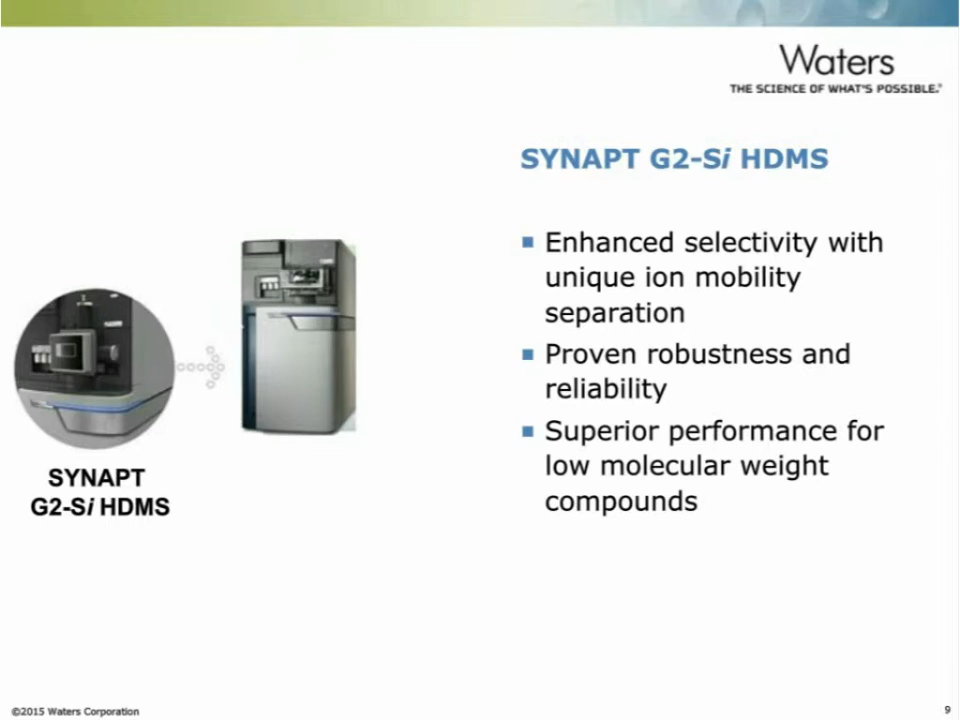 Waters
THE SCIENCE OF WHAT'S POSSIBLE.®
SYNAPT G2-Si HDMS
■ Enhanced selectivity with
unique ion mobility
separation
■ Proven robustness and
reliability
■ Superior performance for
low molecular weight
compounds
SYNAPT
G2-Si HDMS
©2015 Waters Corporation
9